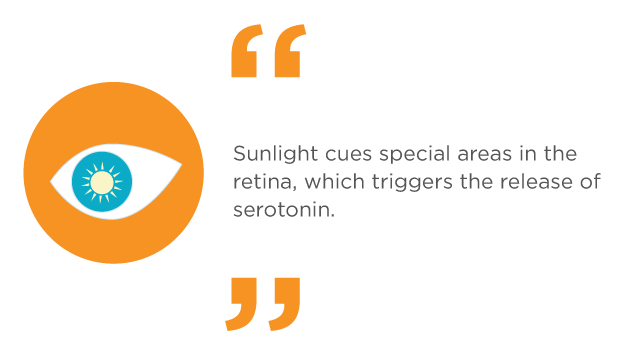 “
Sunlight cues special areas in the
retina, which triggers the release of
serotonin.
”